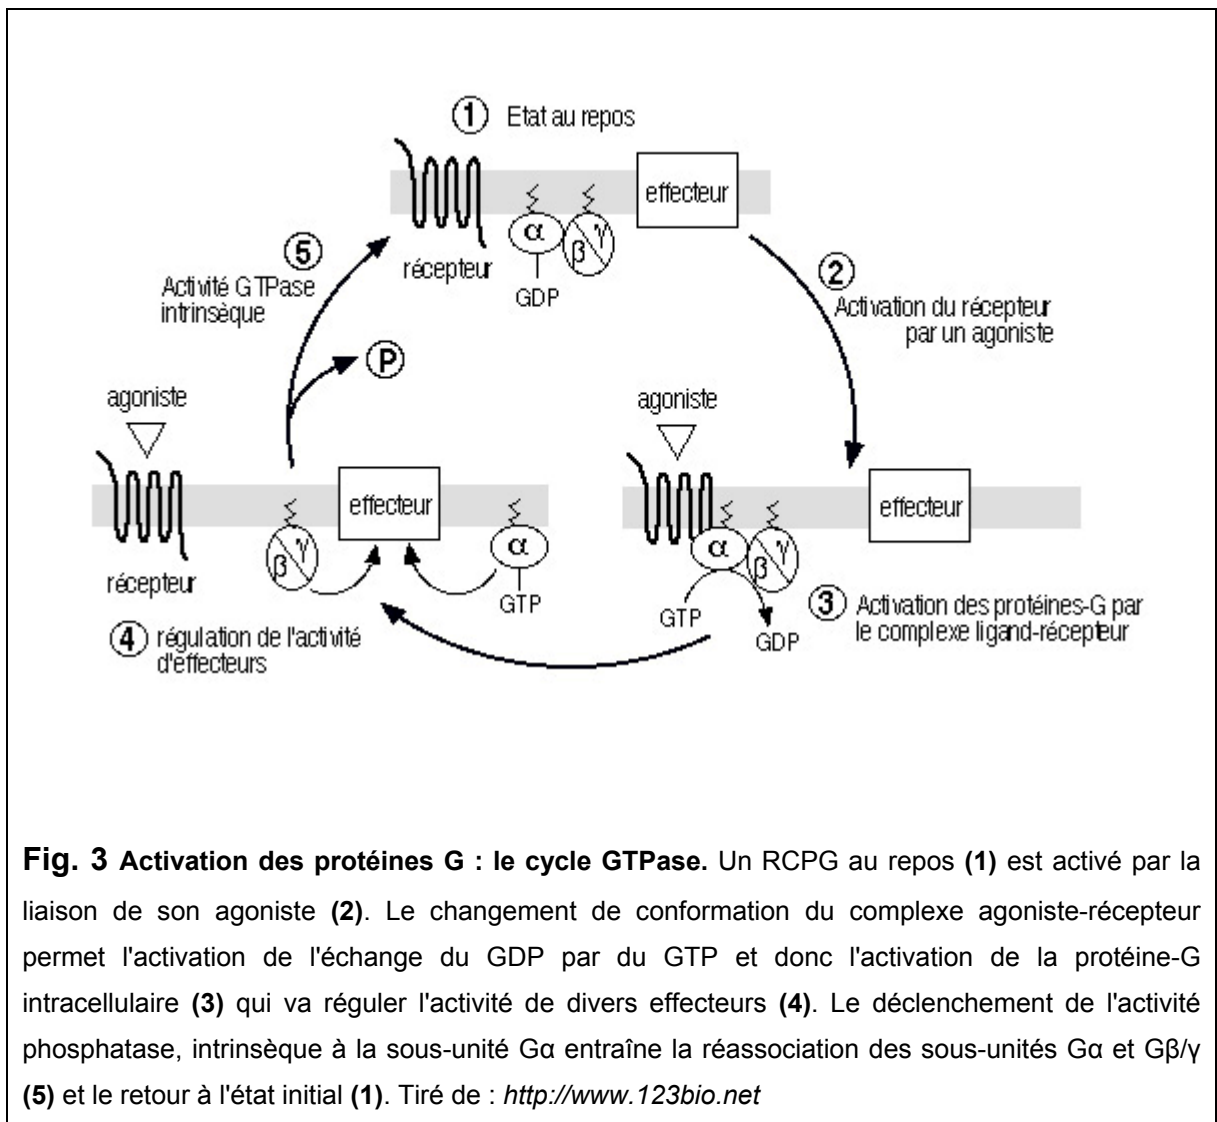 ① Etat au repos
effecteur
α
β γ
récepteur
GDP
⑤
Activité GTPase
intrinsèque
②
Activation du récepteur
par un agoniste
P
agoniste
effecteur
β γ
α
GTP
récepteur
④ régulation de l'activité
d'effecteurs
agoniste
effecteur
α
β γ
GTP
GDP
③ Activation des protéines-G par
le complexe ligand-récepteur
Fig. 3 Activation des protéines G : le cycle GTPase. Un RCPG au repos (1) est activé par la
liaison de son agoniste (2). Le changement de conformation du complexe agoniste-récepteur
permet l'activation de l'échange du GDP par du GTP et donc l'activation de la protéine-G
intracellulaire (3) qui va réguler l'activité de divers effecteurs (4). Le déclenchement de l'activité
phosphatase, intrinsèque à la sous-unité Gα entraîne la réassociation des sous-unités Gα et Gβ/γ
(5) et le retour à l'état initial (1). Tiré de : http://www.123bio.net